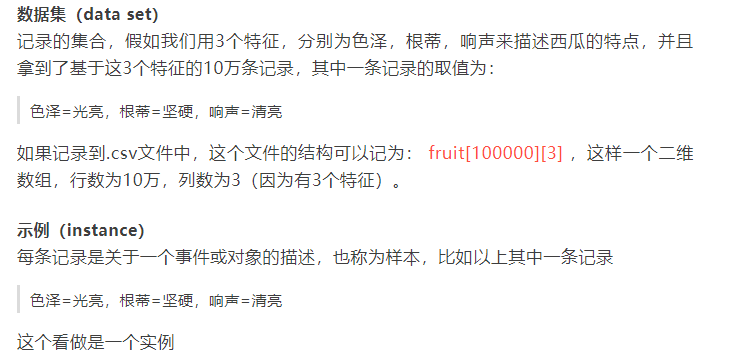 数据集（data set）
记录的集合，假如我们用3个特征，分别为色泽，根蒂，响声来描述西瓜的特点，并且
拿到了基于这3个特征的10万条记录，其中一条记录的取值为：
色泽=光亮，根蒂=坚硬，响声=清亮
如果记录到.csv文件中，这个文件的结构可以记为： fruit[100000][3] ，这样一个二维
数组，行数为10万，列数为3（因为有3个特征）。
示例（instance）
每条记录是关于一个事件或对象的描述，也称为样本，比如以上其中一条记录
色泽=光亮，根蒂=坚硬，响声=清亮
这个看做是一个实例